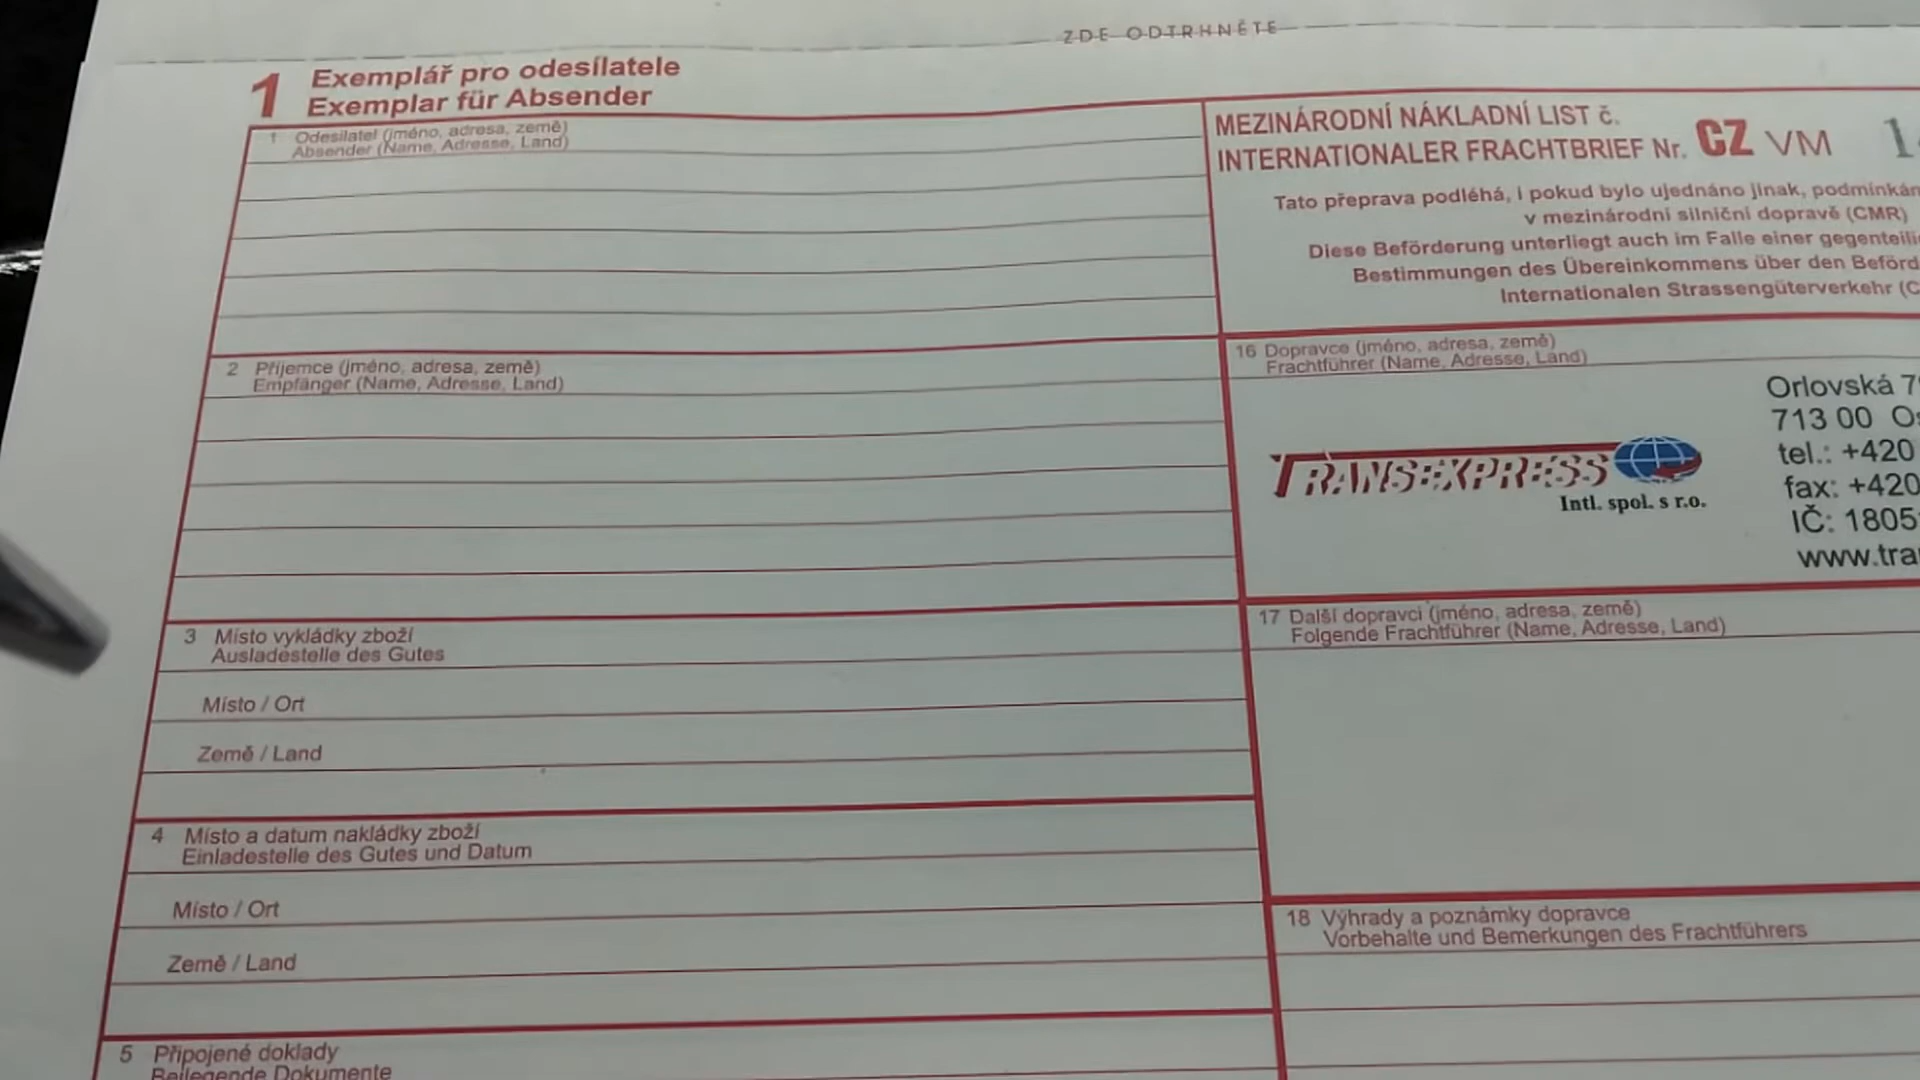 ZDE ODTRHNĚTE
1 Exemplář pro odesílatele
Exemplar für Absender
1 Odesílatel (jméno, adresa, země)
Absender (Name, Adresse, Land)
MEZINÁRODNÍ NÁKLADNÍ LIST č.
INTERNATIONALER FRACHTBRIEF Nr. CZ VM
Tato přeprava podléhá, i pokud bylo ujednáno jinak,
v mezinárodní silniční dopravě (CMR)
Diese Beförderung unterliegt auch im Falle einer
Bestimmungen des Übereinkommens über den
Internationalen Strassengüterverkehr
2 Příjemce (jméno, adresa, země)
Empfänger (Name, Adresse, Land)
16 Dopravce (jméno, adresa, země)
Frachtführer (Name, Adresse, Land)
TRANSEXPRESS
Intl. spol. s r.o.
Orlovská
713 00
tel.: +420
fax: +420
IČ: 1805
www.tra
3 Místo vykládky zboží
Ausladestelle des Gutes
Místo / Ort
Země / Land
17 Další dopravci (jméno, adresa, země)
Folgende Frachtführer (Name, Adresse, Land)
4 Místo a datum nakládky zboží
Einladestelle des Gutes und Datum
Místo / Ort
Země / Land
18 Výhrady a poznámky dopravce
Vorbehalte und Bemerkungen des Frachtführers
5 Připojené doklady
Beiliegende Dokumente